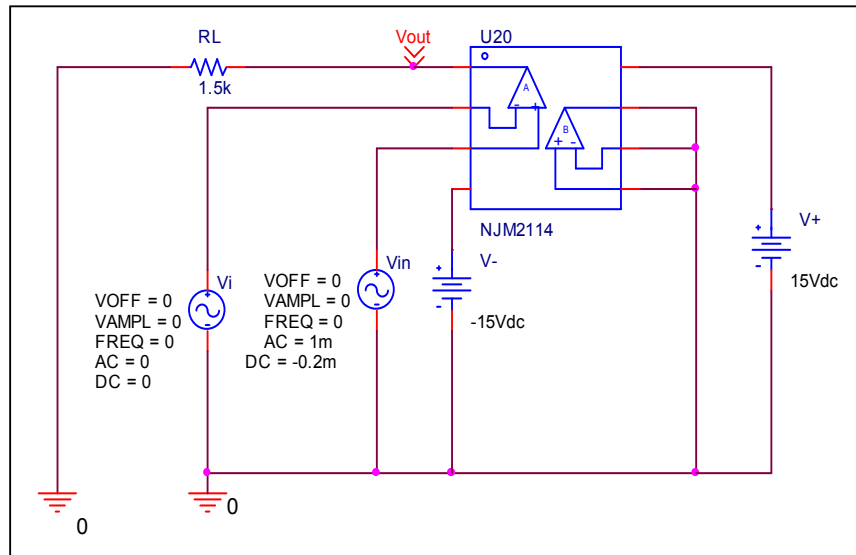 RL
1.5k
Vout
U20
A
- +
B
+ -
NJM2114
V+
+
-
15Vdc
Vi
+
-
VOFF = 0
VAMPL = 0
FREQ = 0
AC = 0
DC = 0
Vin
+
-
VOFF = 0
VAMPL = 0
FREQ = 0
AC = 1m
DC = -0.2m
V-
+
-
-15Vdc
0
0